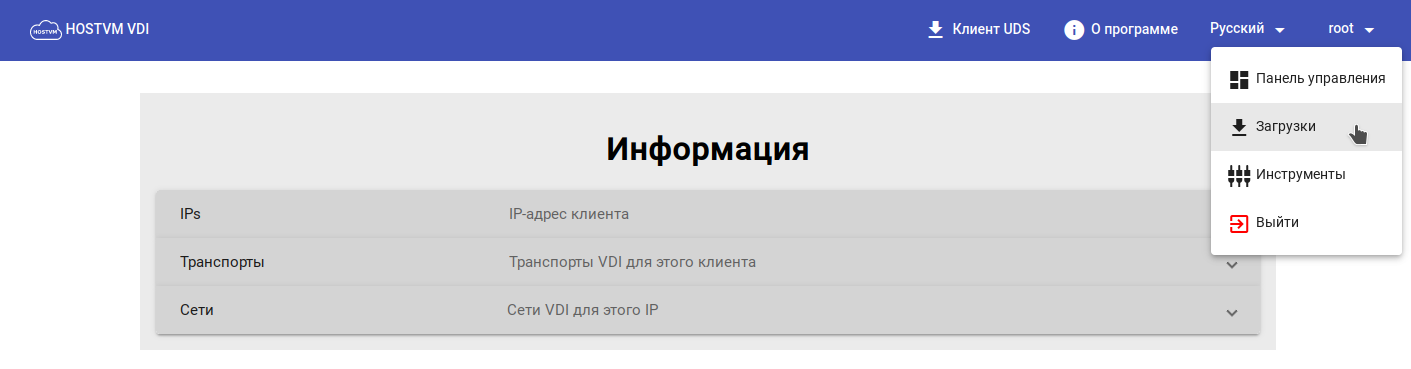 HOSTVM HOSTVM VDI
Клиент UDS
О программе
Русский
root
Панель управления
Загрузки
Инструменты
Выйти
Информация
IPs IP-адрес клиента
Транспорты Транспорты VDI для этого клиента
Сети Сети VDI для этого IP